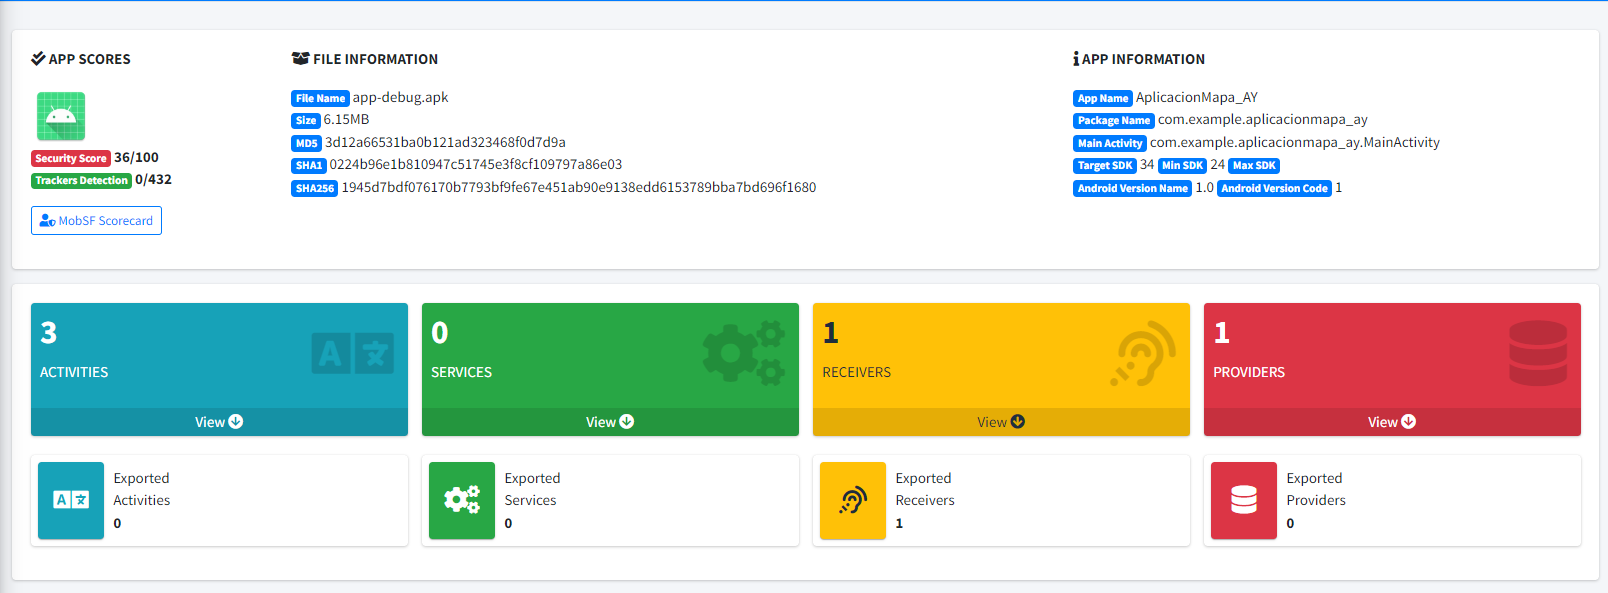 APP SCORES
Security Score 36/100
Trackers Detection 0/432
MobSF Scorecard
FILE INFORMATION
File Name app-debug.apk
Size 6.15MB
MD5 3d12a66531ba0b121ad323468f0d7d9a
SHA1 0224b96e1b810947c51745e3f8cf109797a86e03
SHA256 1945d7bdf076170b7793bf9fe67e451ab90e9138edd6153789bba7bd696f1680
APP INFORMATION
App Name AplicacionMapa_AY
Package Name com.example.aplicacionmapa_ay
Main Activity com.example.aplicacionmapa_ay.MainActivity
Target SDK 34 Min SDK 24 Max SDK
Android Version Name 1.0 Android Version Code 1
3
ACTIVITIES
View
0
SERVICES
View
1
RECEIVERS
View
1
PROVIDERS
View
Exported
Activities
0
Exported
Services
0
Exported
Receivers
1
Exported
Providers
0